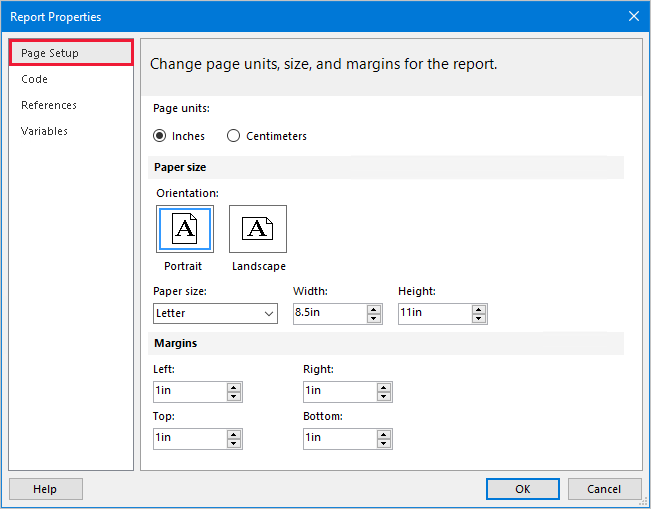 Report Properties
Page Setup
Code
References
Variables
Change page units, size, and margins for the report.
Page units:
Inches Centimeters
Paper size
Orientation:
A A
Portrait Landscape
Paper size: Width: Height:
Letter 8.5in 11in
Margins
Left: Right:
1in 1in
Top: Bottom:
1in 1in
Help OK Cancel